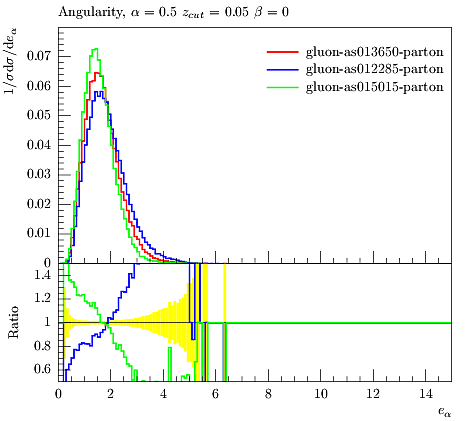 Angularity, α = 0.5 z_cut = 0.05 β = 0
1/σ dσ/de_α
gluon-as013650-parton
gluon-as012285-parton
gluon-as015015-parton
0.07
0.06
0.05
0.04
0.03
0.02
0.01
0
Ratio
1.4
1.2
1
0.8
0.6
0 2 4 6 8 10 12 14
e_α